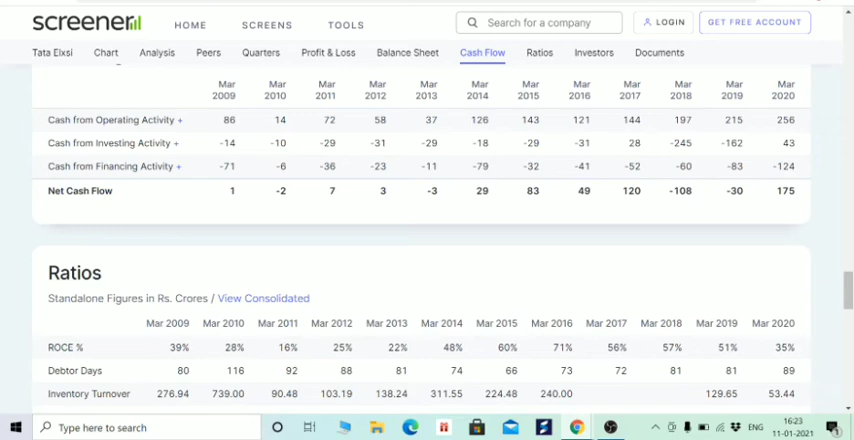 screener HOME SCREENS TOOLS Search for a company LOGIN GET FREE ACCOUNT
Tata Elxsi Chart Analysis Peers Quarters Profit & Loss Balance Sheet Cash Flow Ratios Investors Documents
Mar 2009 Mar 2010 Mar 2011 Mar 2012 Mar 2013 Mar 2014 Mar 2015 Mar 2016 Mar 2017 Mar 2018 Mar 2019 Mar 2020
Cash from Operating Activity + 86 14 72 58 37 126 143 121 144 197 215 256
Cash from Investing Activity + -14 -10 -29 -31 -29 -18 -29 -31 28 -245 -162 43
Cash from Financing Activity + -71 -6 -36 -23 -11 -79 -32 -41 -52 -60 -83 -124
Net Cash Flow 1 -2 7 3 -3 29 83 49 120 -108 -30 175
Ratios
Standalone Figures in Rs. Crores / View Consolidated
Mar 2009 Mar 2010 Mar 2011 Mar 2012 Mar 2013 Mar 2014 Mar 2015 Mar 2016 Mar 2017 Mar 2018 Mar 2019 Mar 2020
ROCE % 39% 28% 16% 25% 22% 48% 60% 71% 56% 57% 51% 35%
Debtor Days 80 116 92 88 81 74 66 73 72 81 81 89
Inventory Turnover 276.94 739.00 90.48 103.19 138.24 311.55 224.48 240.00 129.65 53.44
Type here to search ENG 16:23
11-01-2021